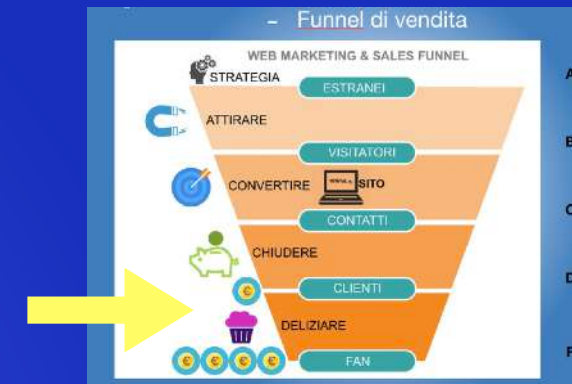 - Funnel di vendita
WEB MARKETING & SALES FUNNEL
STRATEGIA
ESTRANEI
ATTIRARE
VISITATORI
CONVERTIRE
SITO
CONTATTI
CHIUDERE
CLIENTI
DELIZIARE
FAN